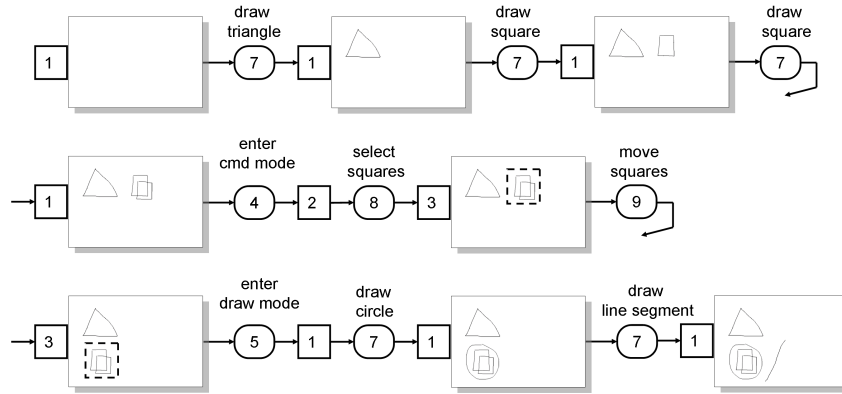 draw
triangle
draw
square
draw
square
1
7
1
7
1
7
enter
cmd mode
select
squares
move
squares
1
4
2
8
3
9
enter
draw mode
draw
circle
draw
line segment
3
5
1
7
1
7
1